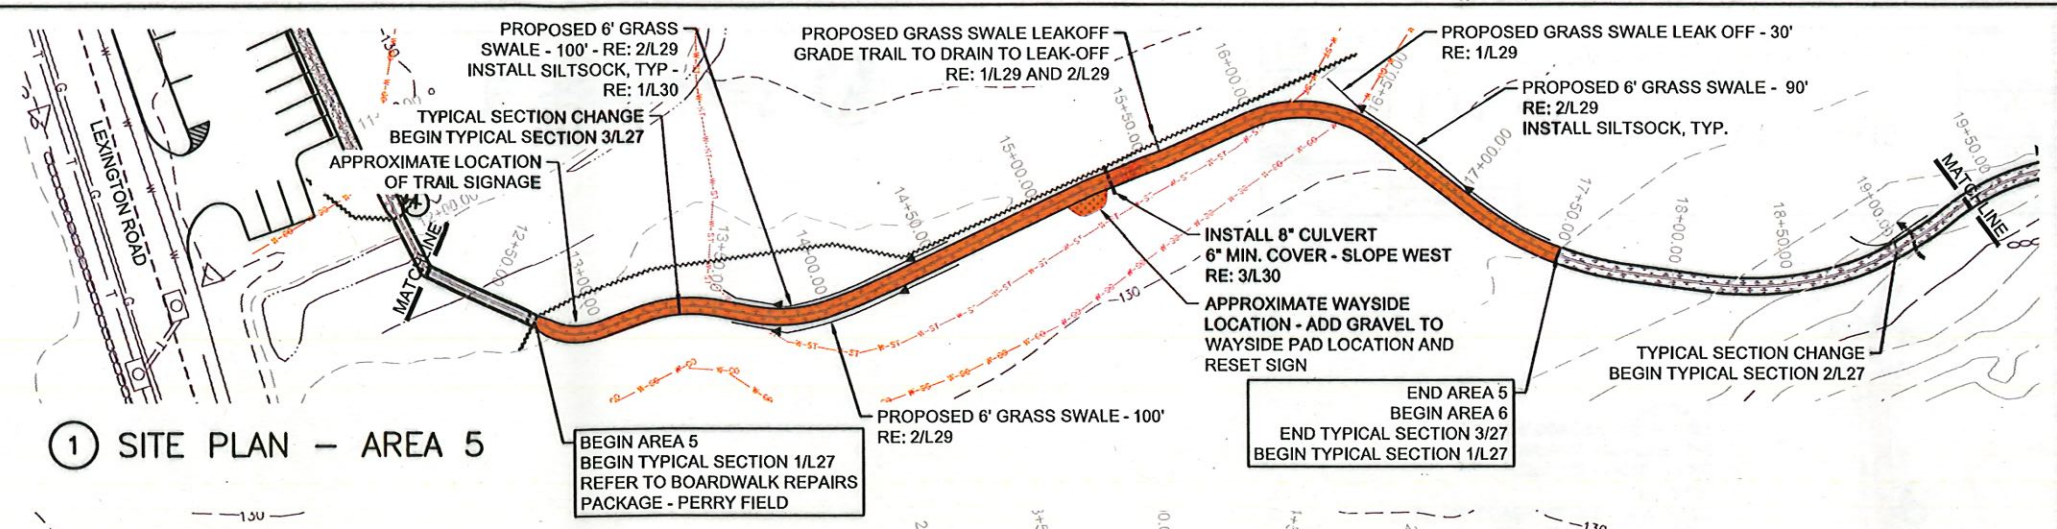 PROPOSED 6' GRASS
SWALE - 100' - RE: 2/L29
INSTALL SILTSOCK, TYP -
RE: 1/L30
TYPICAL SECTION CHANGE
BEGIN TYPICAL SECTION 3/L27
APPROXIMATE LOCATION
OF TRAIL SIGNAGE
PROPOSED GRASS SWALE LEAKOFF
GRADE TRAIL TO DRAIN TO LEAK-OFF
RE: 1/L29 AND 2/L29
PROPOSED GRASS SWALE LEAK OFF - 30'
RE: 1/L29
PROPOSED 6' GRASS SWALE - 90'
RE: 2/L29
INSTALL SILTSOCK, TYP.
LEXINGTON ROAD
MATCHLINE
12+00.00
12+50.00
13+00.00
13+50.00
14+00.00
14+50.00
15+00.00
15+50.00
16+00.00
16+50.00
17+00.00
17+50.00
18+00.00
18+50.00
19+00.00
19+50.00
MATCHLINE
INSTALL 8" CULVERT
6" MIN. COVER - SLOPE WEST
RE: 3/L30
APPROXIMATE WAYSIDE
LOCATION - ADD GRAVEL TO
WAYSIDE PAD LOCATION AND
RESET SIGN
TYPICAL SECTION CHANGE
BEGIN TYPICAL SECTION 2/L27
END AREA 5
BEGIN AREA 6
END TYPICAL SECTION 3/27
BEGIN TYPICAL SECTION 1/L27
PROPOSED 6' GRASS SWALE - 100'
RE: 2/L29
BEGIN AREA 5
BEGIN TYPICAL SECTION 1/L27
REFER TO BOARDWALK REPAIRS
PACKAGE - PERRY FIELD
1 SITE PLAN - AREA 5
-130
-130
-130
-130